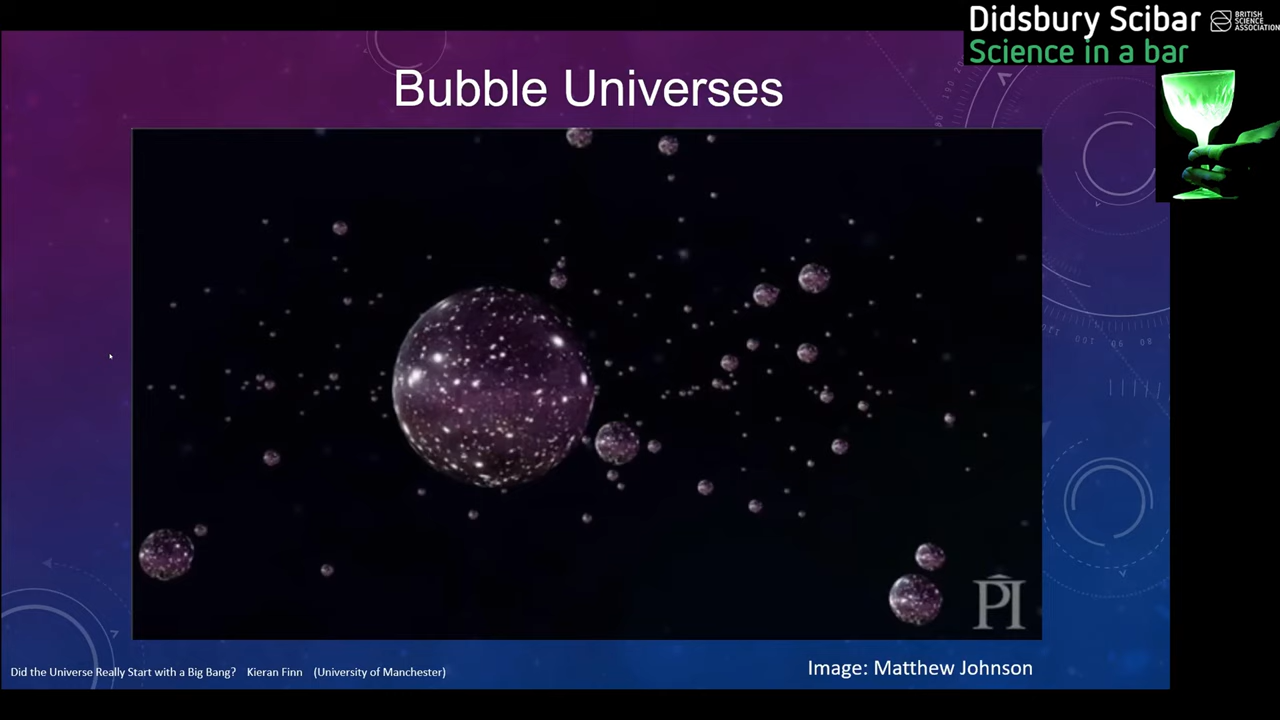 Didsbury Scibar
BRITISH
SCIENCE
ASSOCIATION
Science in a bar
Bubble Universes
PI
Did the Universe Really Start with a Big Bang? Kieran Finn (University of Manchester)
Image: Matthew Johnson